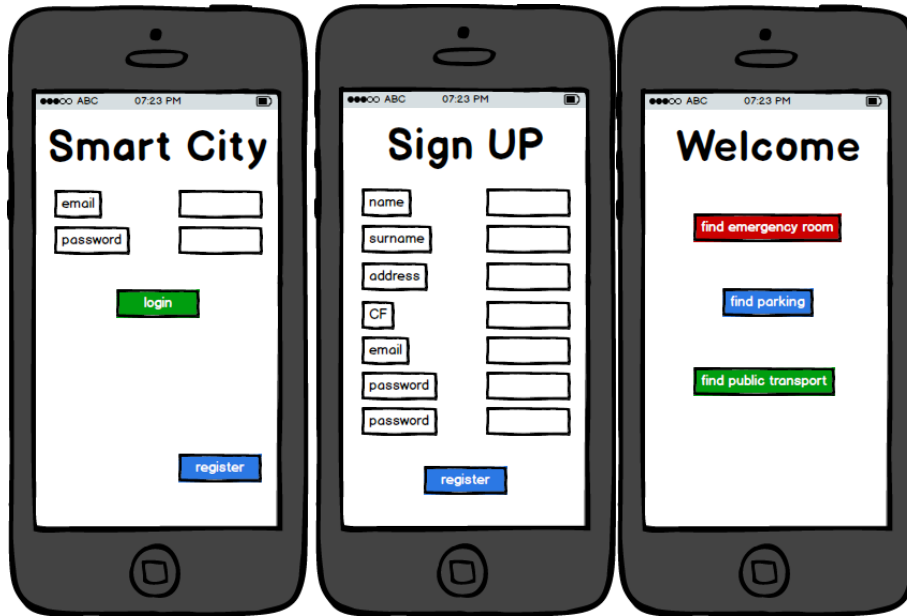 ABC 07:23 PM
Smart City
email
password
login
register
ABC 07:23 PM
Sign UP
name
surname
address
CF
email
password
password
register
ABC 07:23 PM
Welcome
find emergency room
find parking
find public transport